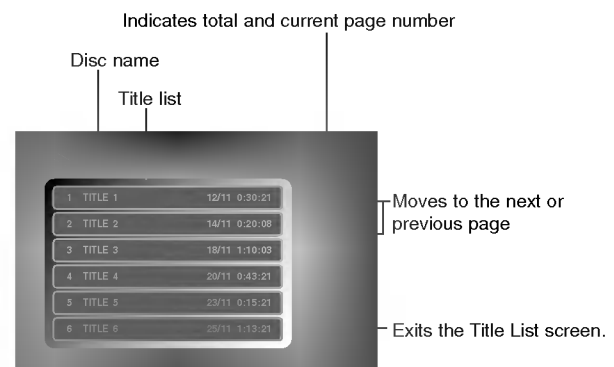 Indicates total and current page number
Disc name
Title list
1 TITLE 1 12/11 0:30:21
2 TITLE 2 14/11 0:20:08
3 TITLE 3 18/11 1:10:03
4 TITLE 4 20/11 0:43:21
5 TITLE 5 23/11 0:15:21
6 TITLE 6 25/11 1:13:21
Moves to the next or
previous page
Exits the Title List screen.